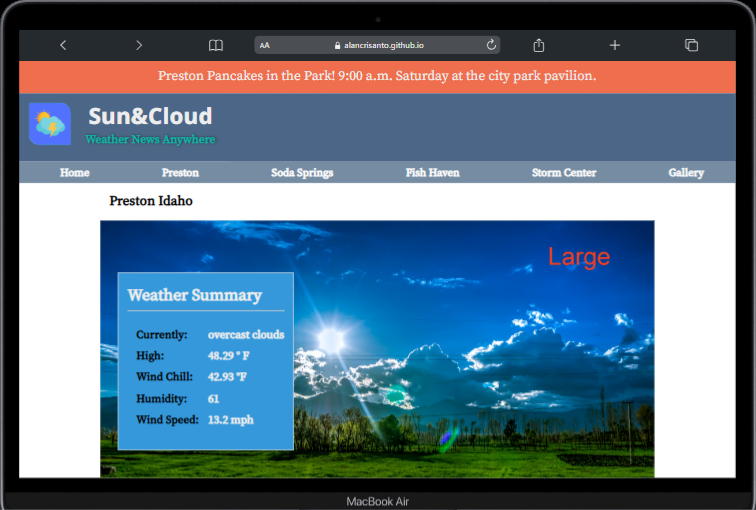 AA alancrisanto.github.io
Preston Pancakes in the Park! 9:00 a.m. Saturday at the city park pavilion.
Sun&Cloud
Weather News Anywhere
Home Preston Soda Springs Fish Haven Storm Center Gallery
Preston Idaho
Large
Weather Summary
Currently: overcast clouds
High: 48.29 ° F
Wind Chill: 42.93 °F
Humidity: 61
Wind Speed: 13.2 mph
MacBook Air